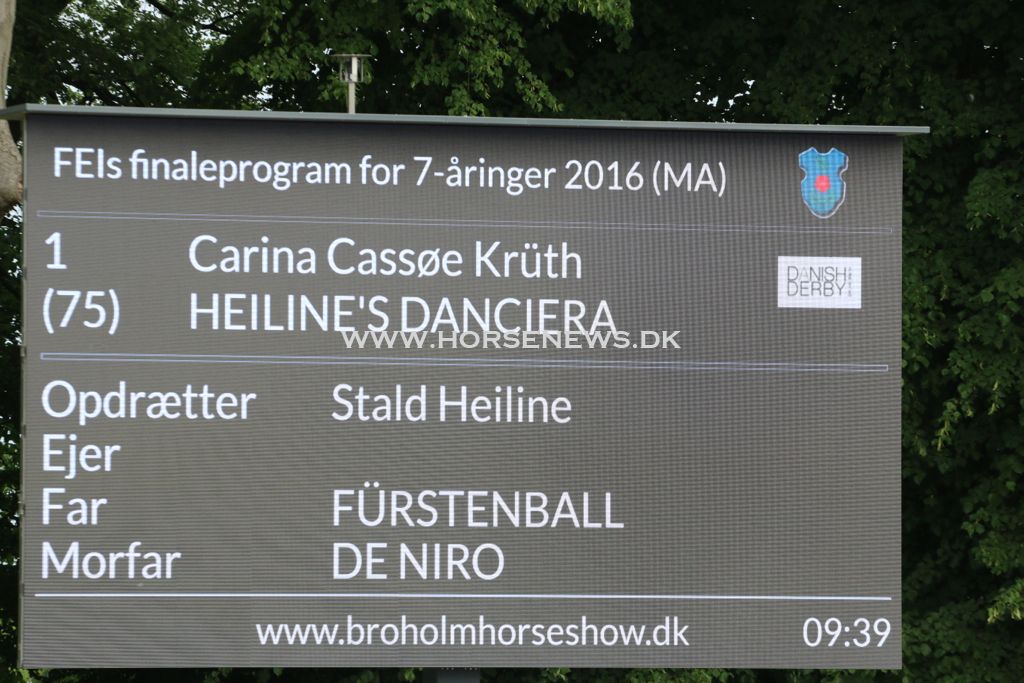 FEIs finaleprogram for 7-åringer 2016 (MA)
1 Carina Cassøe Krüth
DANISH
DERBY
(75) HEILINE'S DANCIERA
WWW.HORSENEWS.DK
Opdrætter Stald Heiline
Ejer
Far FÜRSTENBALL
Morfar DE NIRO
www.broholmhorseshow.dk 09:39